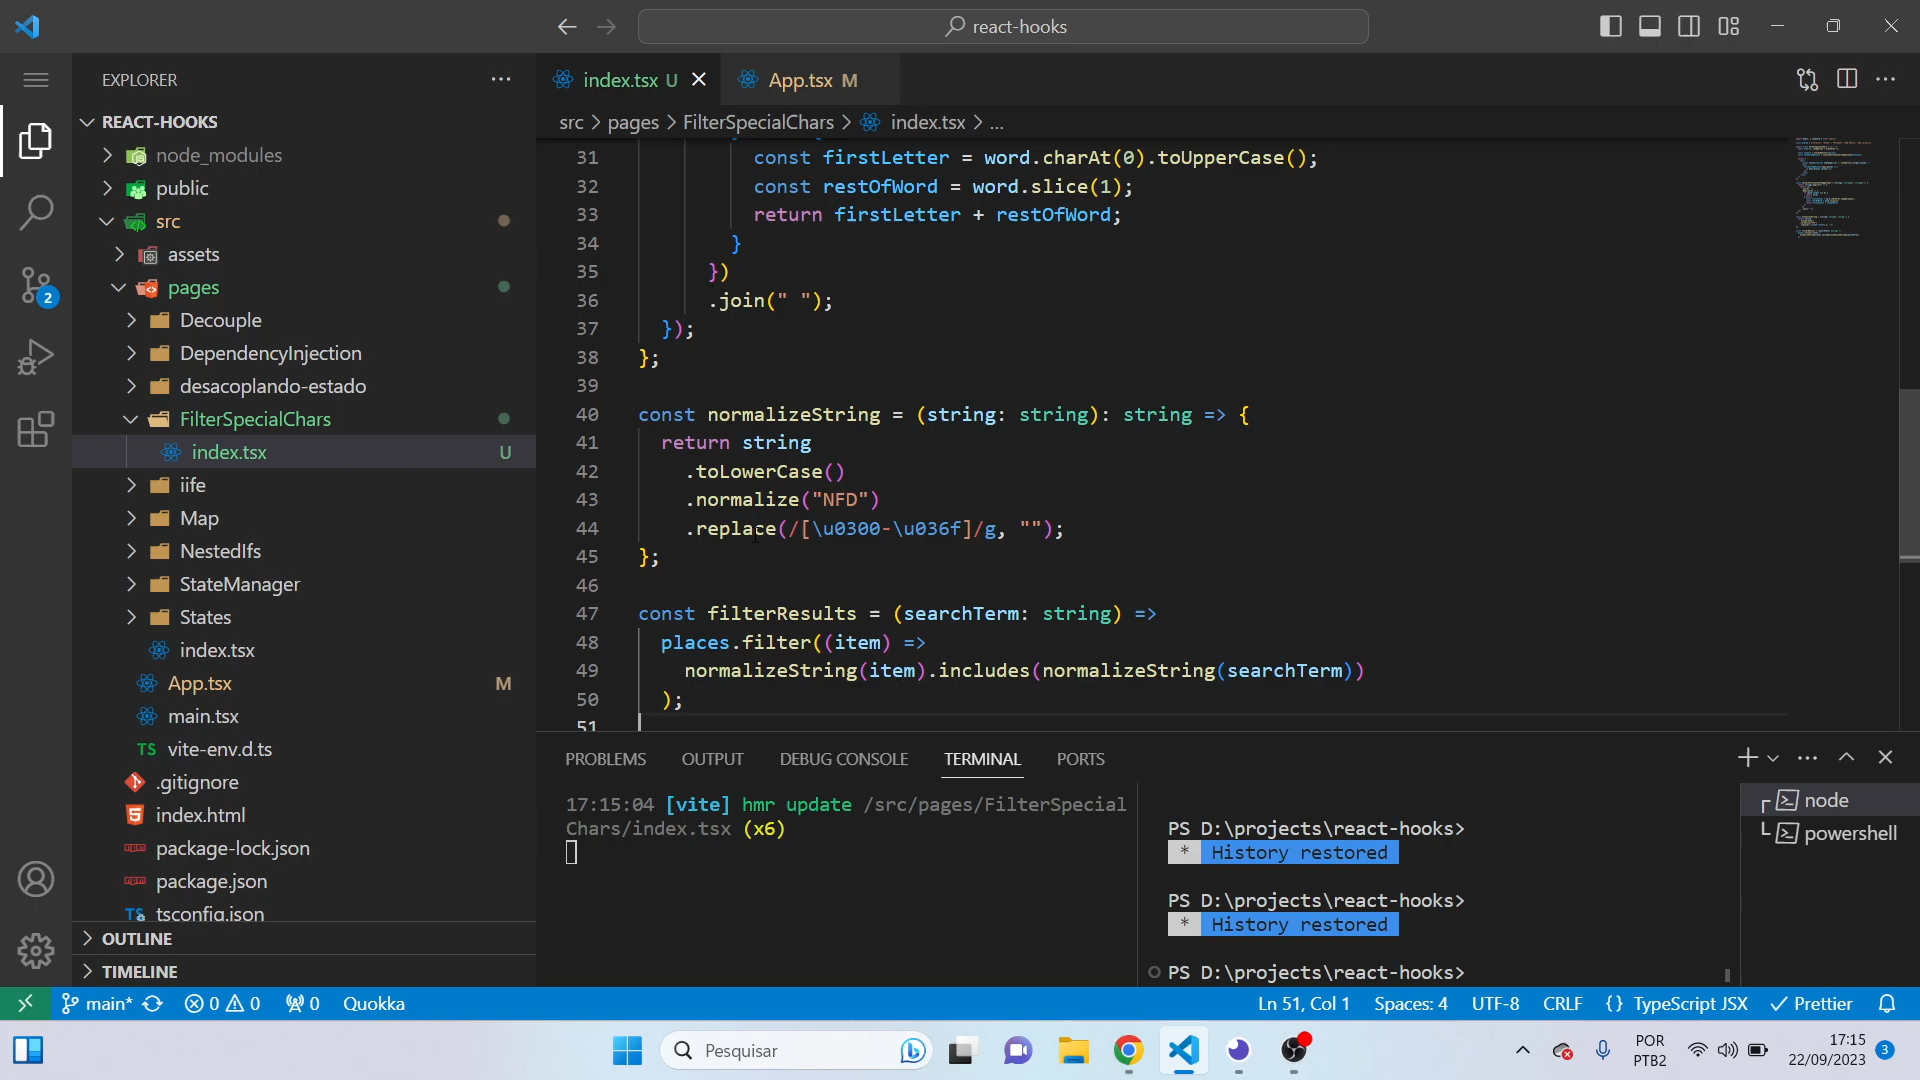 react-hooks
EXPLORER
REACT-HOOKS
node_modules
public
src
assets
pages
Decouple
DependencyInjection
desacoplando-estado
FilterSpecialChars
index.tsx U
iife
Map
NestedIfs
StateManager
States
index.tsx
App.tsx M
main.tsx
TS vite-env.d.ts
.gitignore
index.html
package-lock.json
package.json
tsconfig.json
OUTLINE
TIMELINE
2
index.tsx U
App.tsx M
src > pages > FilterSpecialChars > index.tsx > ...
31 const firstLetter = word.charAt(0).toUpperCase();
32 const restOfWord = word.slice(1);
33 return firstLetter + restOfWord;
34 }
35 })
36 .join(" ");
37 });
38 };
39
40 const normalizeString = (string: string): string => {
41 return string
42 .toLowerCase()
43 .normalize("NFD")
44 .replace(/[\u0300-\u036f]/g, "");
45 };
46
47 const filterResults = (searchTerm: string) =>
48 places.filter((item) =>
49 normalizeString(item).includes(normalizeString(searchTerm))
50 );
51
PROBLEMS OUTPUT DEBUG CONSOLE TERMINAL PORTS
17:15:04 [vite] hmr update /src/pages/FilterSpecial
Chars/index.tsx (x6)
PS D:\projects\react-hooks>
* History restored
PS D:\projects\react-hooks>
* History restored
PS D:\projects\react-hooks>
node
powershell
main* 0 0 0 Quokka
Ln 51, Col 1 Spaces: 4 UTF-8 CRLF {} TypeScript JSX Prettier
Pesquisar
POR
PTB2
17:15
22/09/2023
3